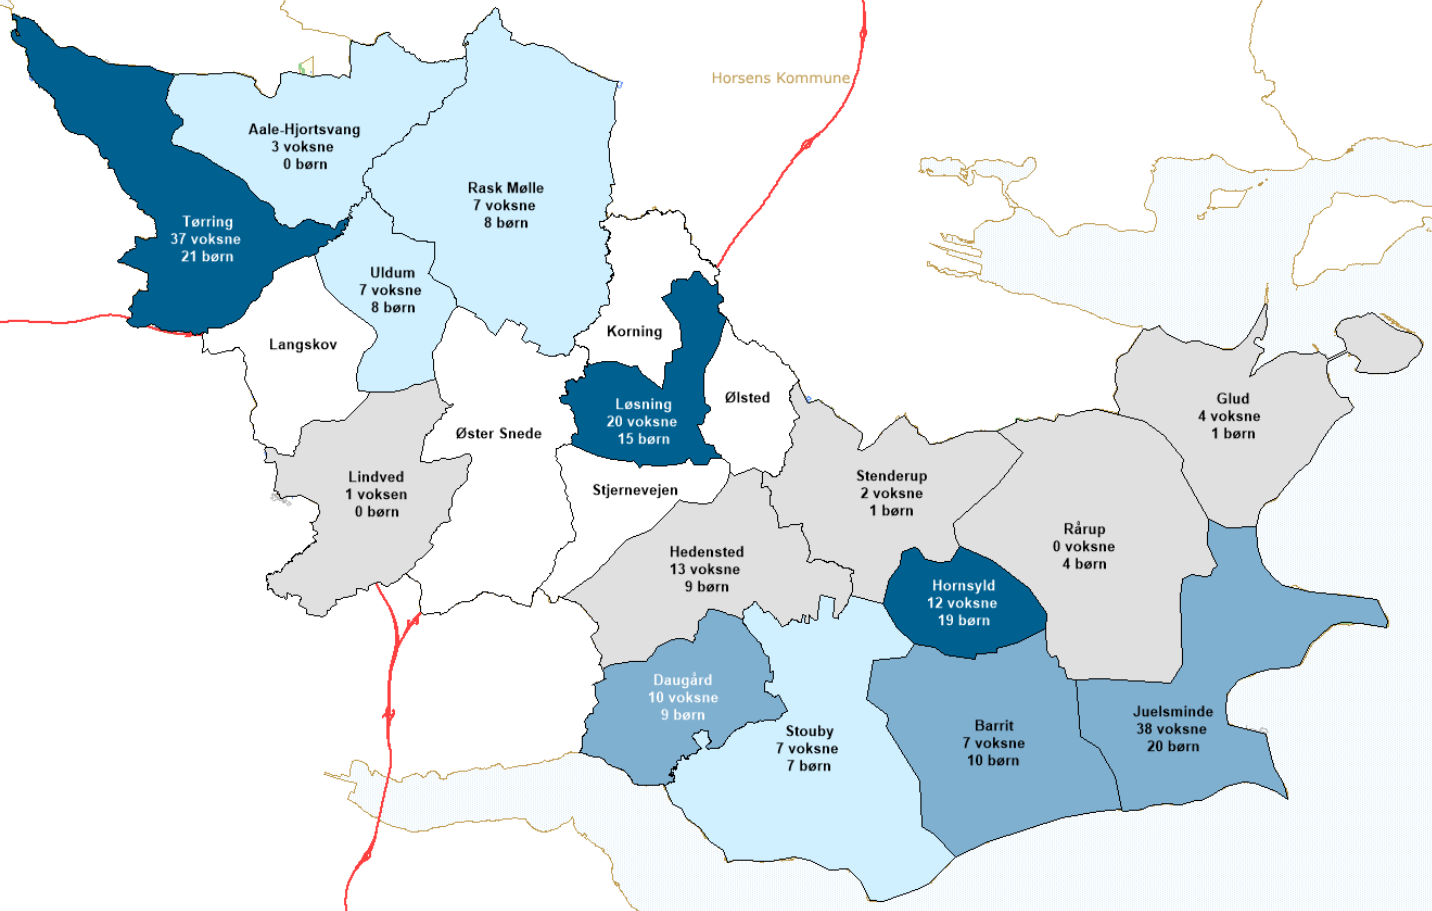 Horsens Kommune
Aale-Hjortsvang
3 voksne
0 børn
Rask Mølle
7 voksne
8 børn
Tørring
37 voksne
21 børn
Uldum
7 voksne
8 børn
Langskov
Korning
Løsning
20 voksne
15 børn
Ølsted
Glud
4 voksne
1 børn
Øster Snede
Lindved
1 voksen
0 børn
Stjernevejen
Stenderup
2 voksne
1 børn
Rårup
0 voksne
4 børn
Hedensted
13 voksne
9 børn
Hornsyld
12 voksne
19 børn
Daugård
10 voksne
9 børn
Stouby
7 voksne
7 børn
Barrit
7 voksne
10 børn
Juelsminde
38 voksne
20 børn